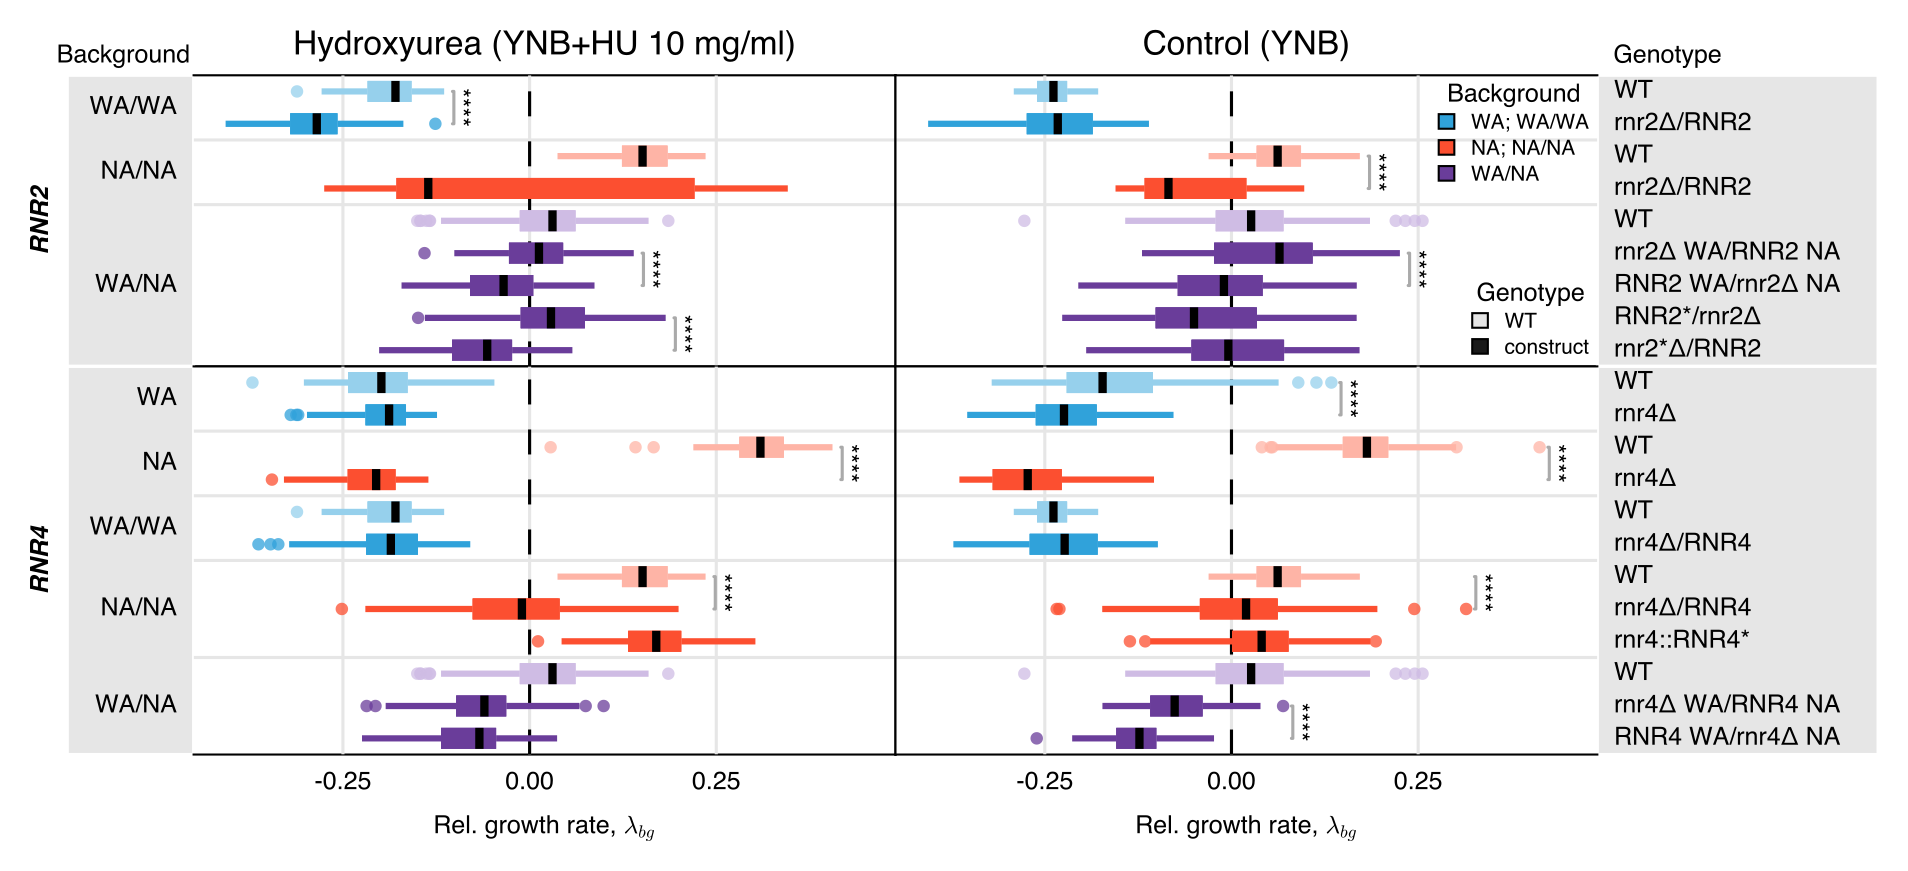 Hydroxyurea (YNB+HU 10 mg/ml)
Control (YNB)
Background
Genotype
RNR2
WA/WA
WT
****
rnr2Δ/RNR2
NA/NA
WT
****
rnr2Δ/RNR2
WA/NA
WT
rnr2Δ WA/RNR2 NA
****
****
RNR2 WA/rnr2Δ NA
RNR2*/rnr2Δ
****
rnr2*Δ/RNR2
Background
WA; WA/WA
NA; NA/NA
WA/NA
Genotype
WT
construct
RNR4
WA
WT
****
rnr4Δ
NA
WT
****
****
rnr4Δ
WA/WA
WT
rnr4Δ/RNR4
NA/NA
WT
****
****
rnr4Δ/RNR4
rnr4::RNR4*
WA/NA
WT
rnr4Δ WA/RNR4 NA
****
RNR4 WA/rnr4Δ NA
-0.25 0.00 0.25
-0.25 0.00 0.25
Rel. growth rate, λbg
Rel. growth rate, λbg